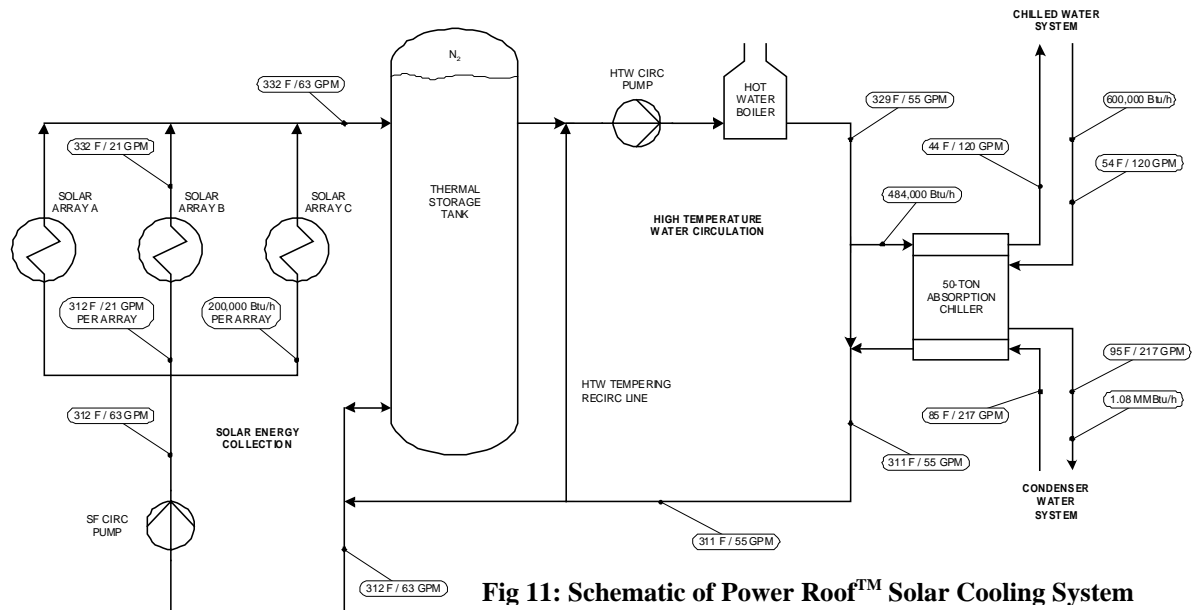 CHILLED WATER
SYSTEM
N2
332 F / 63 GPM
HTW CIRC
PUMP
HOT
WATER
BOILER
329 F / 55 GPM
600,000 Btu/h
332 F / 21 GPM
44 F / 120 GPM
54 F / 120 GPM
SOLAR
ARRAY A
SOLAR
ARRAY B
SOLAR
ARRAY C
THERMAL
STORAGE
TANK
HIGH TEMPERATURE
WATER CIRCULATION
484,000 Btu/h
50-TON
ABSORPTION
CHILLER
312 F / 21 GPM
PER ARRAY
200,000 Btu/h
PER ARRAY
95 F / 217 GPM
HTW TEMPERING
RECIRC LINE
1.08 MMBtu/h
85 F / 217 GPM
312 F / 63 GPM
SOLAR ENERGY
COLLECTION
311 F / 55 GPM
CONDENSER
WATER
SYSTEM
SF CIRC
PUMP
311 F / 55 GPM
312 F / 63 GPM
Fig 11: Schematic of Power Roof™ Solar Cooling System